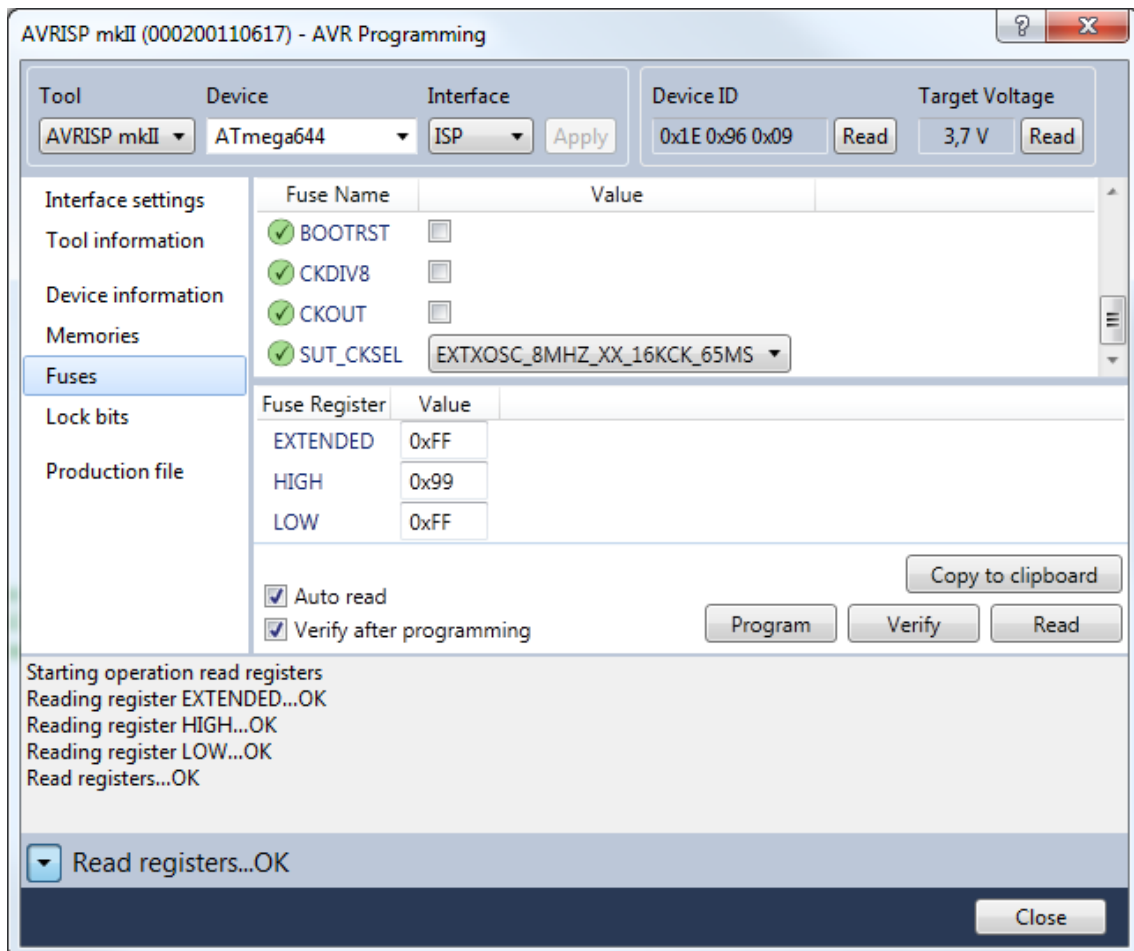 AVRISP mkII (000200110617) - AVR Programming
Tool Device Interface Device ID Target Voltage
AVRISP mkII ATmega644 ISP Apply 0x1E 0x96 0x09 Read 3,7 V Read
Interface settings
Tool information
Device information
Memories
Fuses
Lock bits
Production file
Fuse Name Value
BOOTRST
CKDIV8
CKOUT
SUT_CKSEL EXTXOSC_8MHZ_XX_16KCK_65MS
Fuse Register Value
EXTENDED 0xFF
HIGH 0x99
LOW 0xFF
Copy to clipboard
Auto read
Verify after programming
Program Verify Read
Starting operation read registers
Reading register EXTENDED...OK
Reading register HIGH...OK
Reading register LOW...OK
Read registers...OK
Read registers...OK
Close